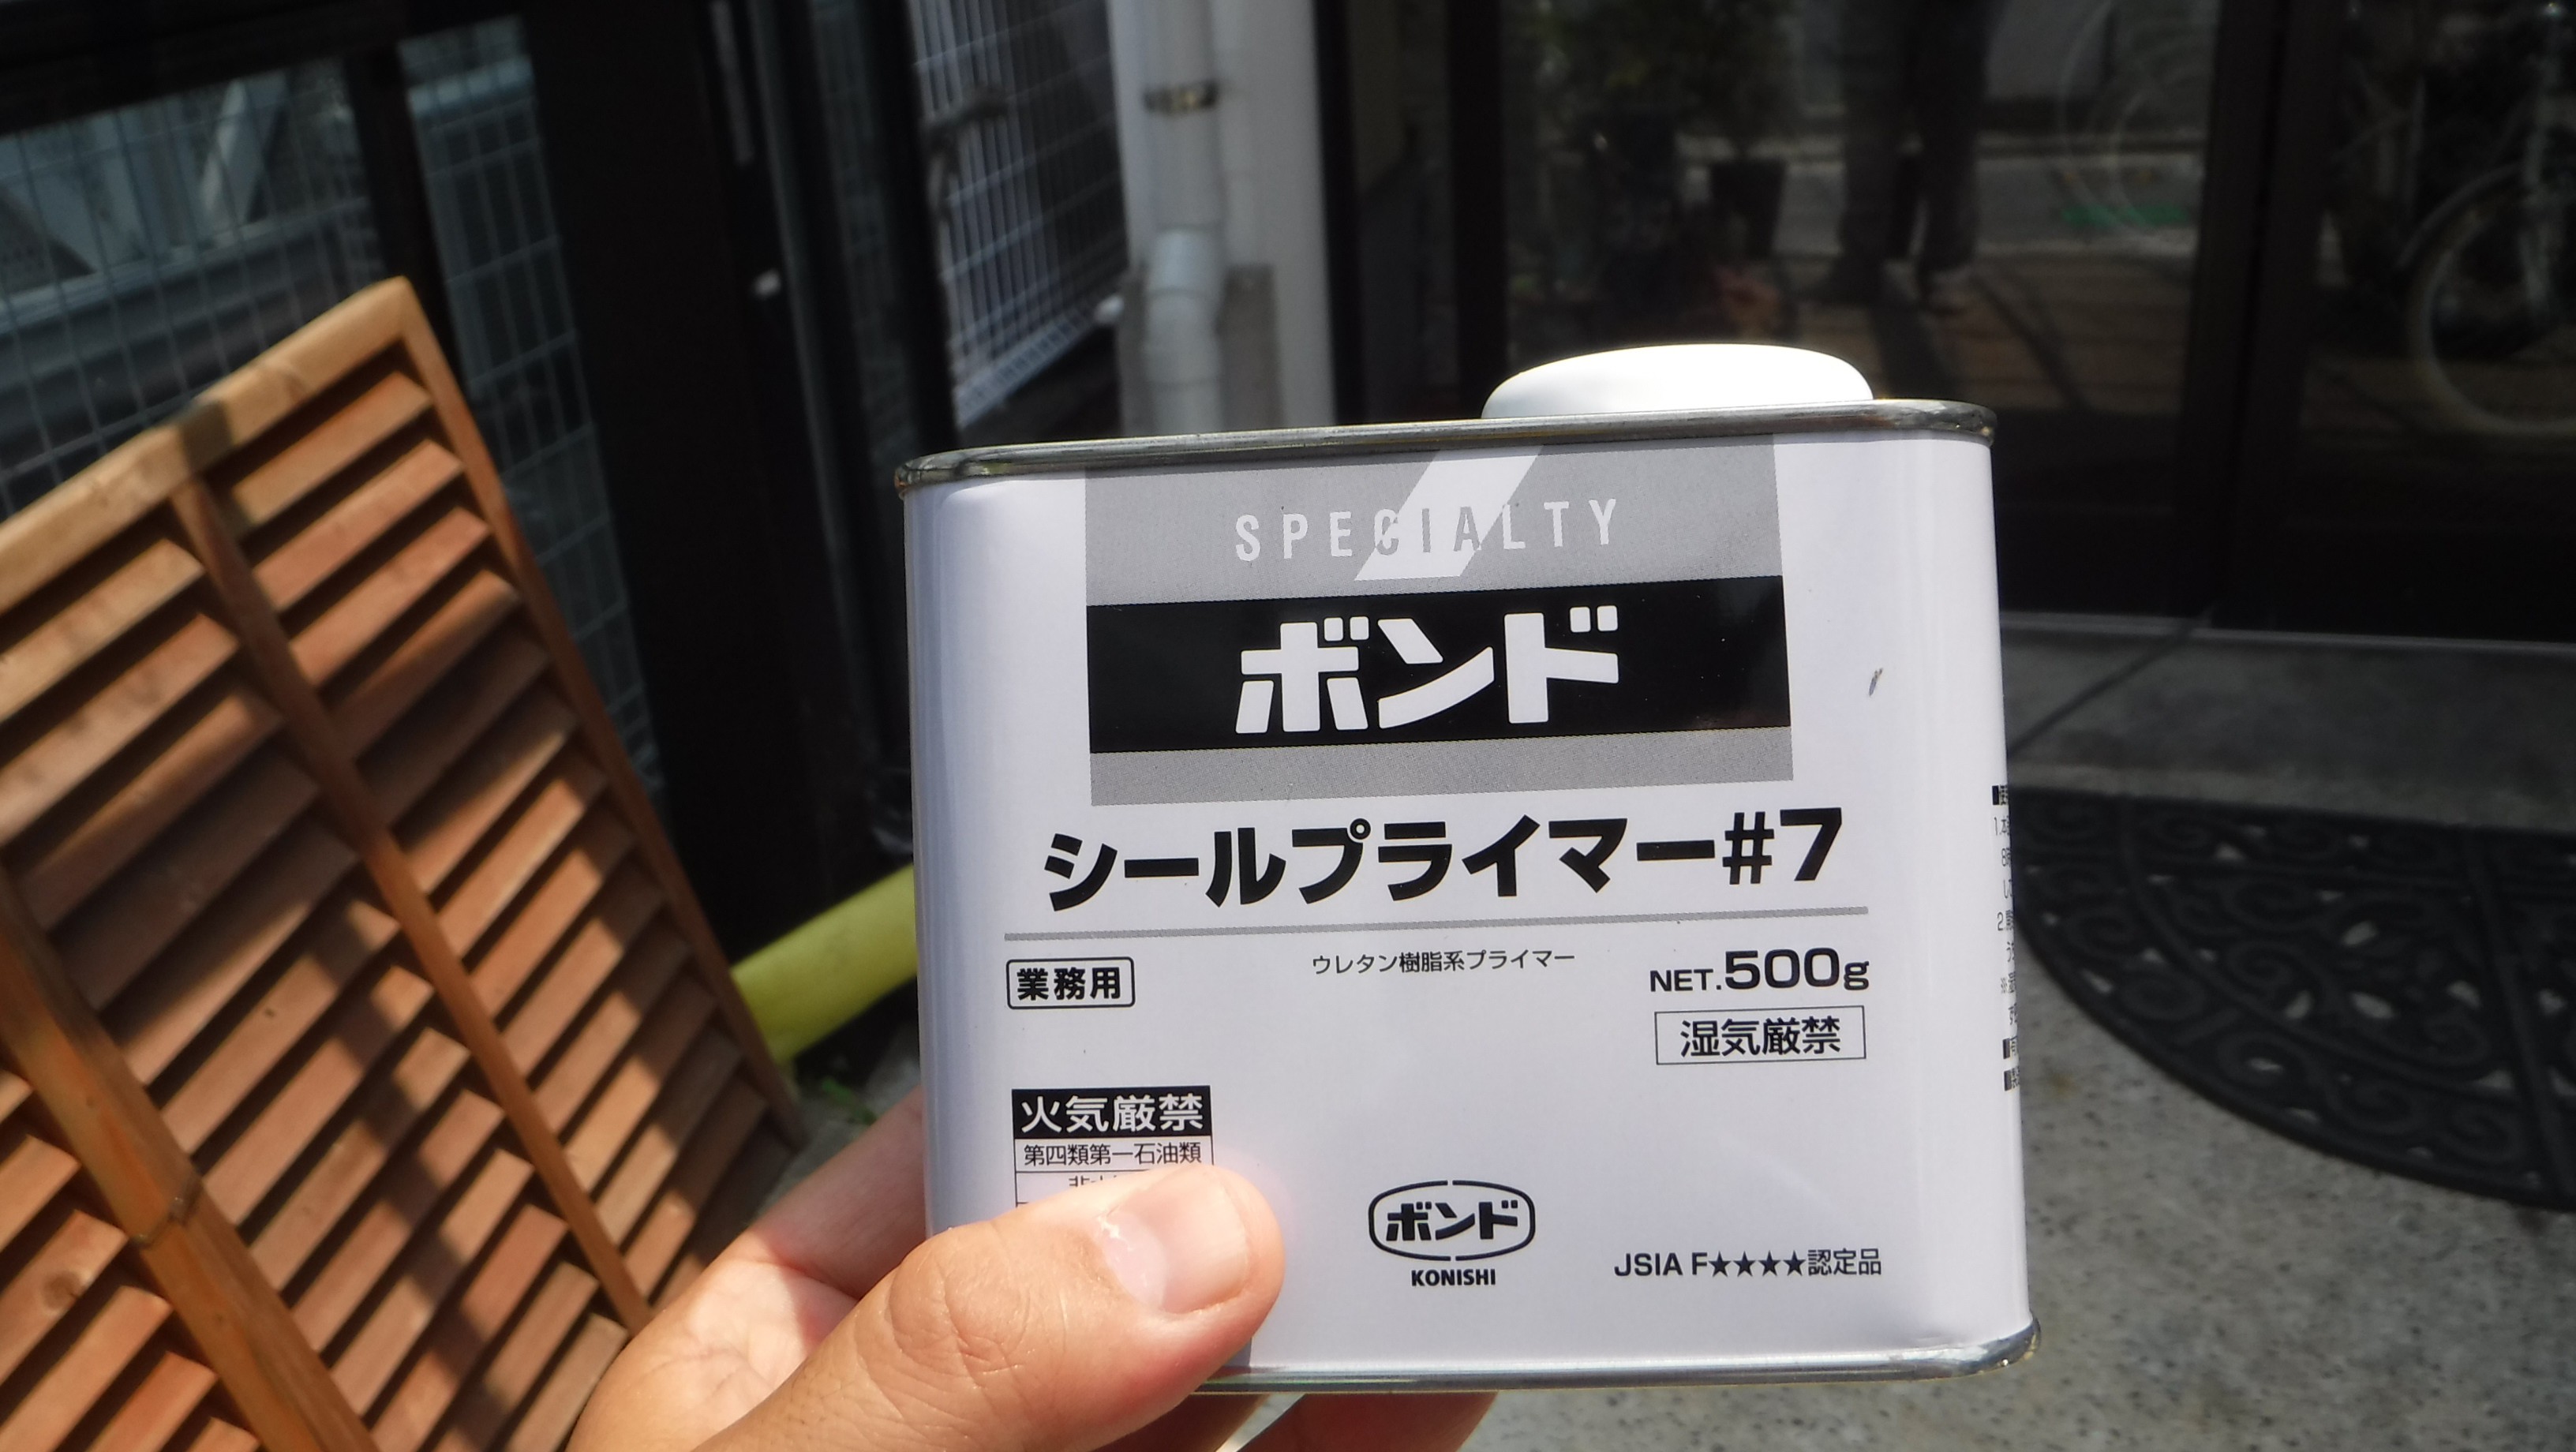 SPECIALTY
ボンド
シールプライマー#7
業務用
ウレタン樹脂系プライマー
NET.500g
湿気厳禁
火気厳禁
第四類第一石油類
ボンド
KONISHI
JSIA F★★★★認定品